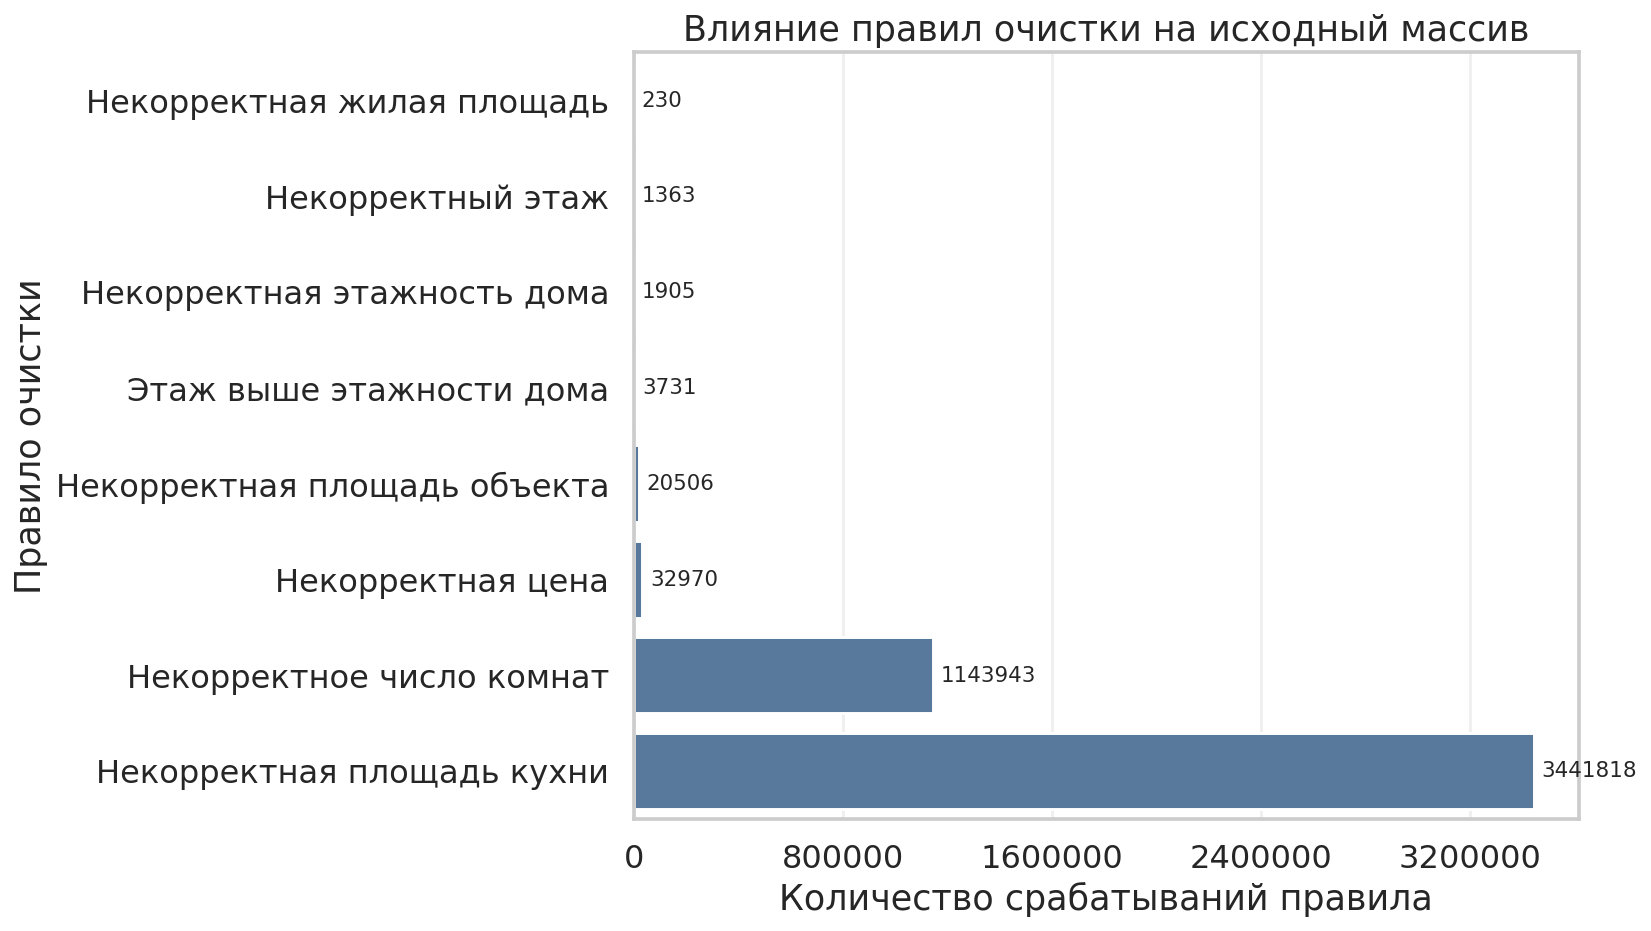 Влияние правил очистки на исходный массив
Правило очистки
Некорректная жилая площадь 230
Некорректный этаж 1363
Некорректная этажность дома 1905
Этаж выше этажности дома 3731
Некорректная площадь объекта 20506
Некорректная цена 32970
Некорректное число комнат 1143943
Некорректная площадь кухни 3441818
0 800000 1600000 2400000 3200000
Количество срабатываний правила